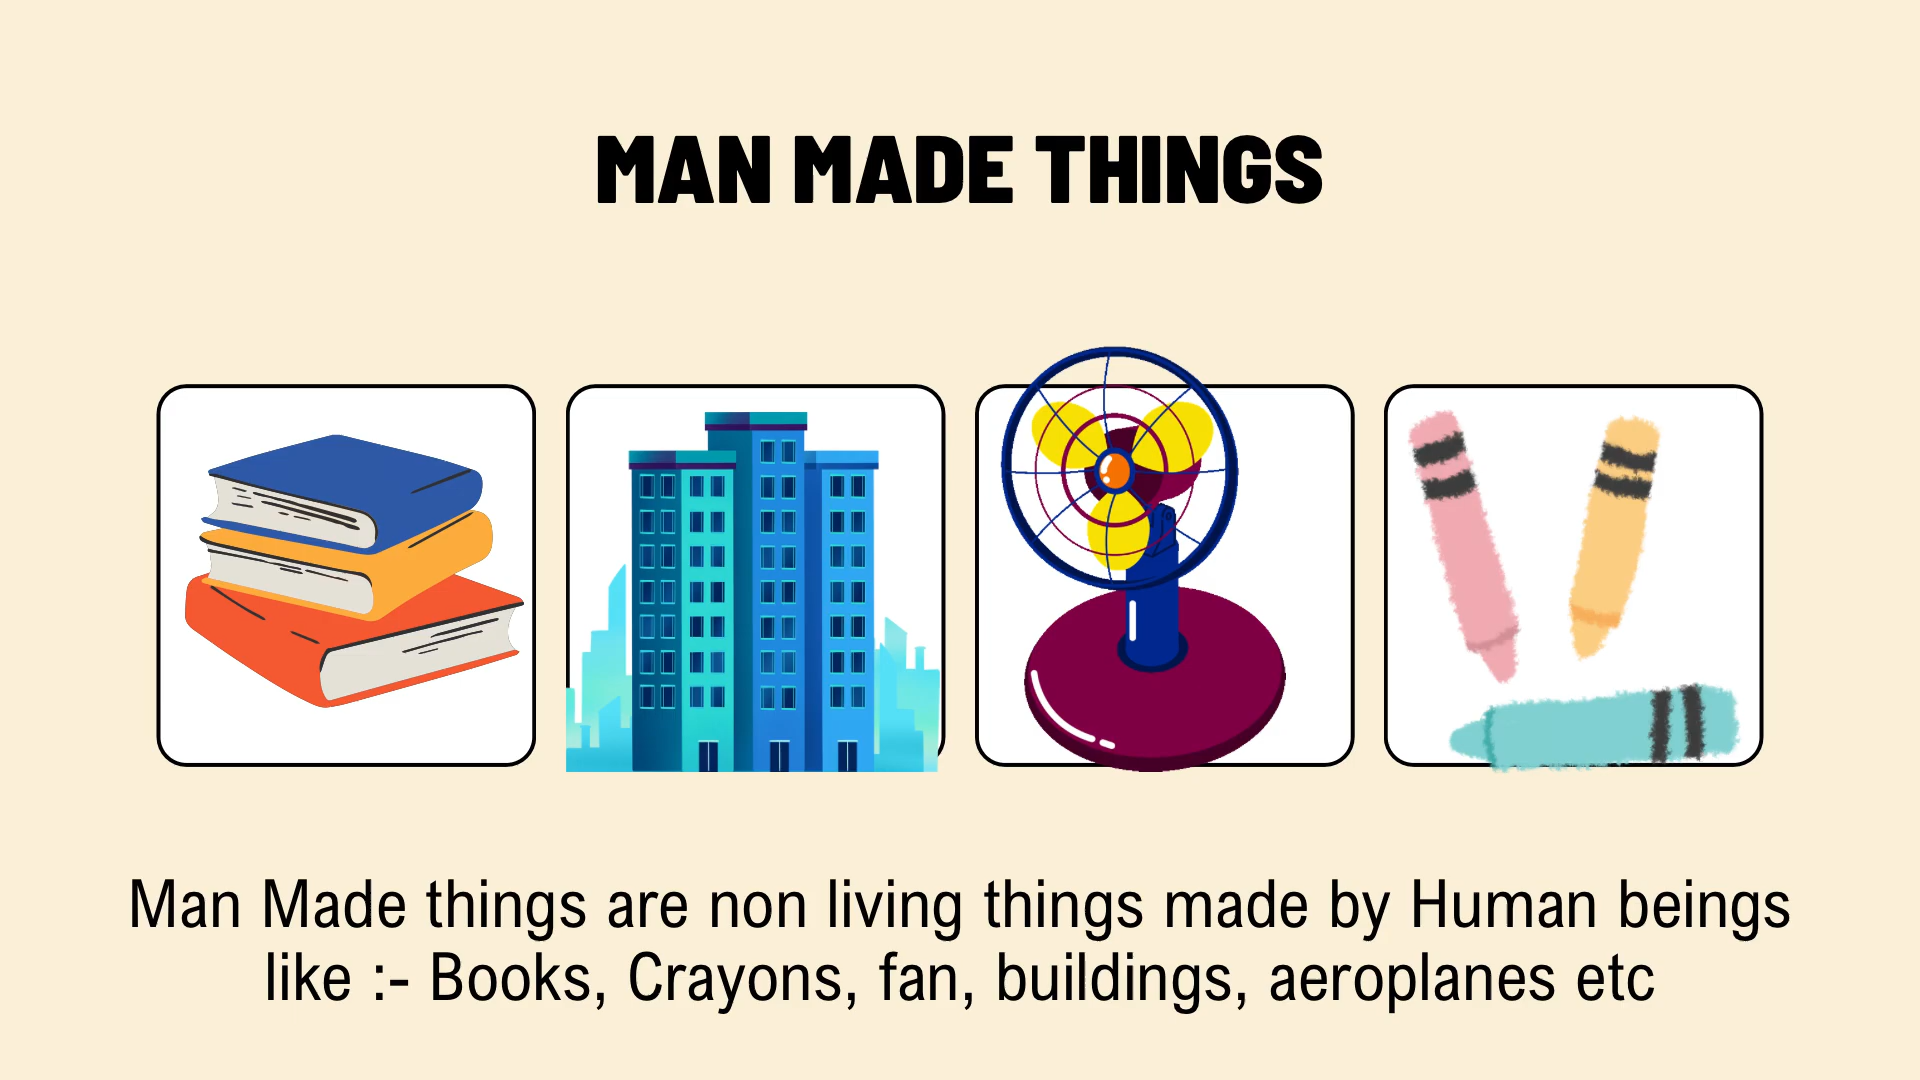 MAN MADE THINGS
Man Made things are non living things made by Human beings
like :- Books, Crayons, fan, buildings, aeroplanes etc